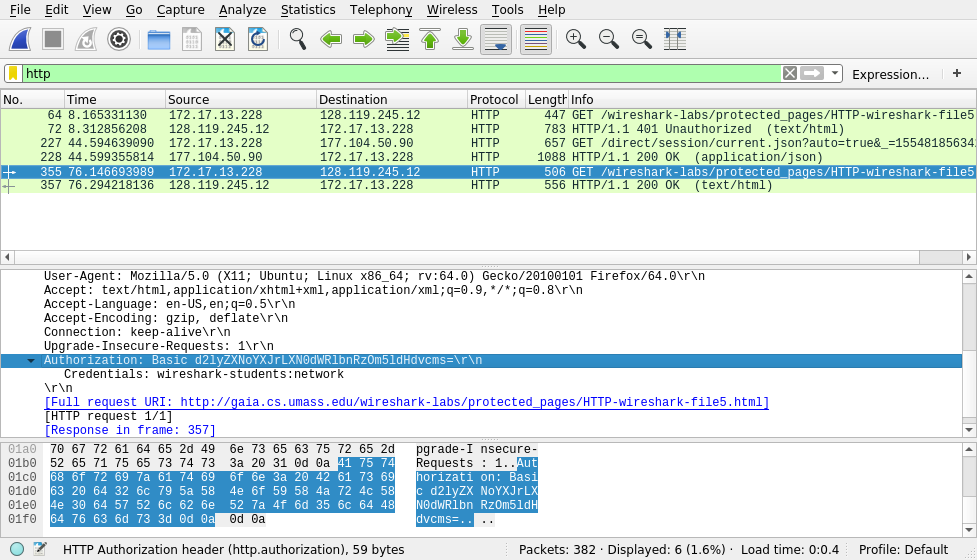 File Edit View Go Capture Analyze Statistics Telephony Wireless Tools Help
http Expression… +
No. Time Source Destination Protocol Length Info
64 8.165331130 172.17.13.228 128.119.245.12 HTTP 447 GET /wireshark-labs/protected_pages/HTTP-wireshark-file5
72 8.312856208 128.119.245.12 172.17.13.228 HTTP 783 HTTP/1.1 401 Unauthorized (text/html)
227 44.594639090 172.17.13.228 177.104.50.90 HTTP 657 GET /direct/session/current.json?auto=true&_=15548185634
228 44.599355814 177.104.50.90 172.17.13.228 HTTP 1088 HTTP/1.1 200 OK (application/json)
355 76.146693989 172.17.13.228 128.119.245.12 HTTP 506 GET /wireshark-labs/protected_pages/HTTP-wireshark-file5
357 76.294218136 128.119.245.12 172.17.13.228 HTTP 556 HTTP/1.1 200 OK (text/html)
User-Agent: Mozilla/5.0 (X11; Ubuntu; Linux x86_64; rv:64.0) Gecko/20100101 Firefox/64.0\r\n
Accept: text/html,application/xhtml+xml,application/xml;q=0.9,*/*;q=0.8\r\n
Accept-Language: en-US,en;q=0.5\r\n
Accept-Encoding: gzip, deflate\r\n
Connection: keep-alive\r\n
Upgrade-Insecure-Requests: 1\r\n
Authorization: Basic d2lyZXNoYXJrLXN0dWRlbnRzOm5ldHdvcms=\r\n
Credentials: wireshark-students:network
\r\n
[Full request URI: http://gaia.cs.umass.edu/wireshark-labs/protected_pages/HTTP-wireshark-file5.html]
[HTTP request 1/1]
[Response in frame: 357]
01a0 70 67 72 61 64 65 2d 49 6e 73 65 63 75 72 65 2d pgrade-I nsecure-
01b0 52 65 71 75 65 73 74 73 3a 20 31 0d 0a 41 75 74 Requests : 1..Aut
01c0 68 6f 72 69 7a 61 74 69 6f 6e 3a 20 42 61 73 69 horizati on: Basi
01d0 63 20 64 32 6c 79 5a 58 4e 6f 59 58 4a 72 4c 58 c d2lyZX NoYXJrLX
01e0 4e 30 64 57 52 6c 62 6e 52 7a 4f 6d 35 6c 64 48 N0dWRlbn RzOm5ldH
01f0 64 76 63 6d 73 3d 0d 0a 0d 0a dvcms=.. ..
HTTP Authorization header (http.authorization), 59 bytes Packets: 382 · Displayed: 6 (1.6%) · Load time: 0:0.4 Profile: Default